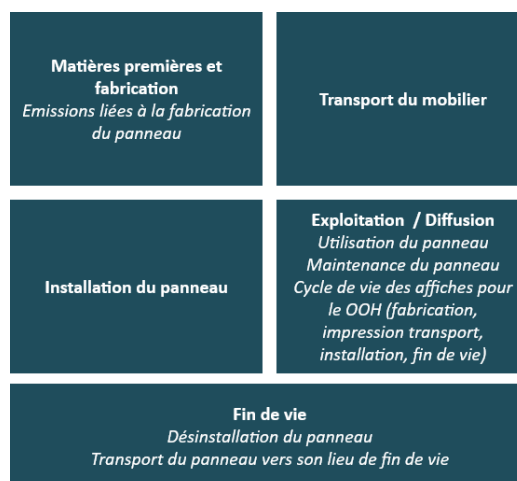 Matières premières et
fabrication
Emissions liées à la fabrication
du panneau
Transport du mobilier
Installation du panneau
Exploitation / Diffusion
Utilisation du panneau
Maintenance du panneau
Cycle de vie des affiches pour
le OOH (fabrication,
impression transport,
installation, fin de vie)
Fin de vie
Désinstallation du panneau
Transport du panneau vers son lieu de fin de vie